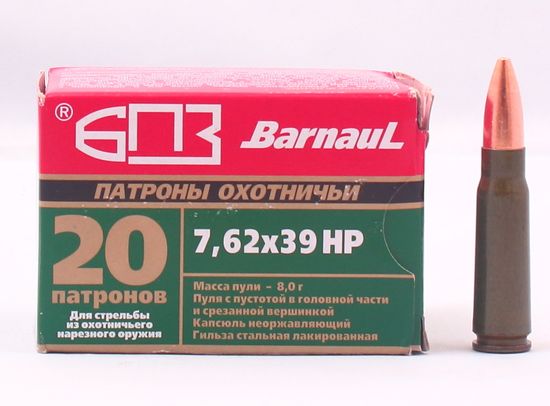 ® БПЗ Barnaul
ПАТРОНЫ ОХОТНИЧЬИ
20
патронов
Для стрельбы
из охотничьего
нарезного оружия
7,62x39 HP
Масса пули – 8,0 г
Пуля с пустотой в головной части
и срезанной вершинкой
Капсюль неоржавляющий
Гильза стальная лакированная